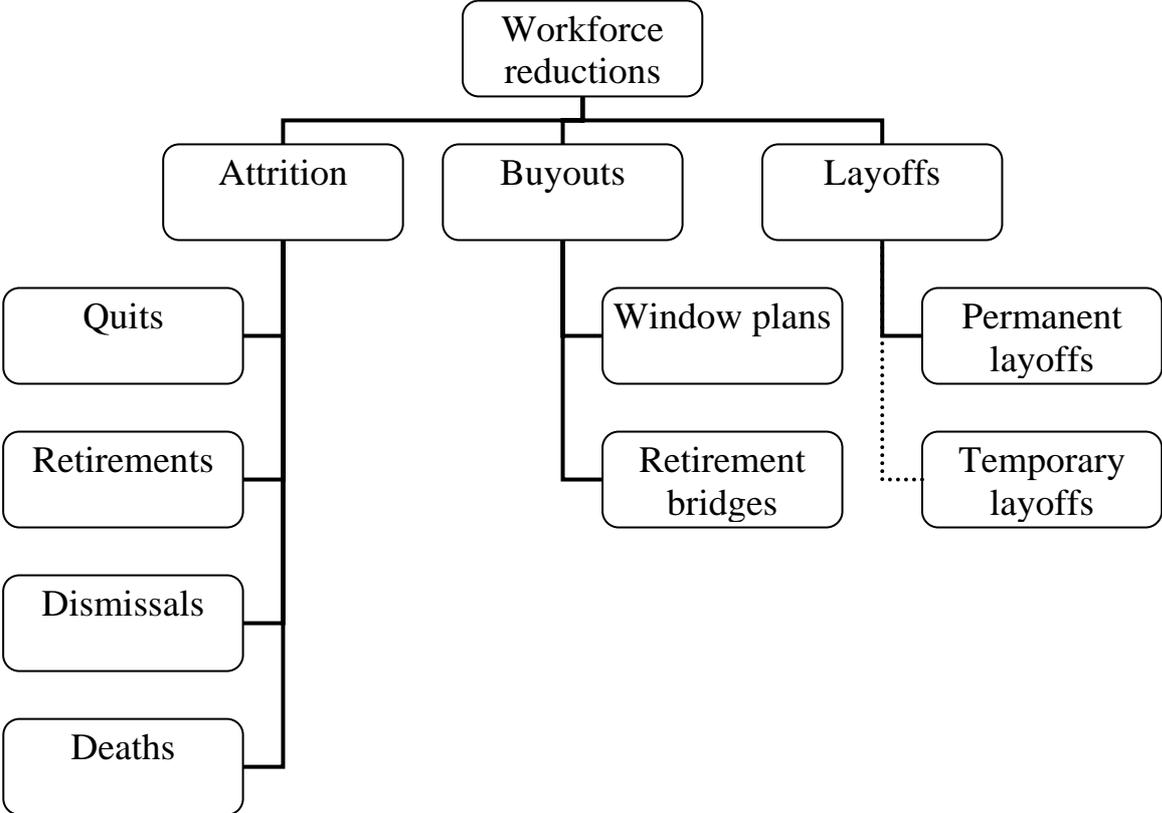 Workforce
reductions
Attrition
Buyouts
Layoffs
Quits
Window plans
Permanent
layoffs
Retirements
Retirement
bridges
Temporary
layoffs
Dismissals
Deaths